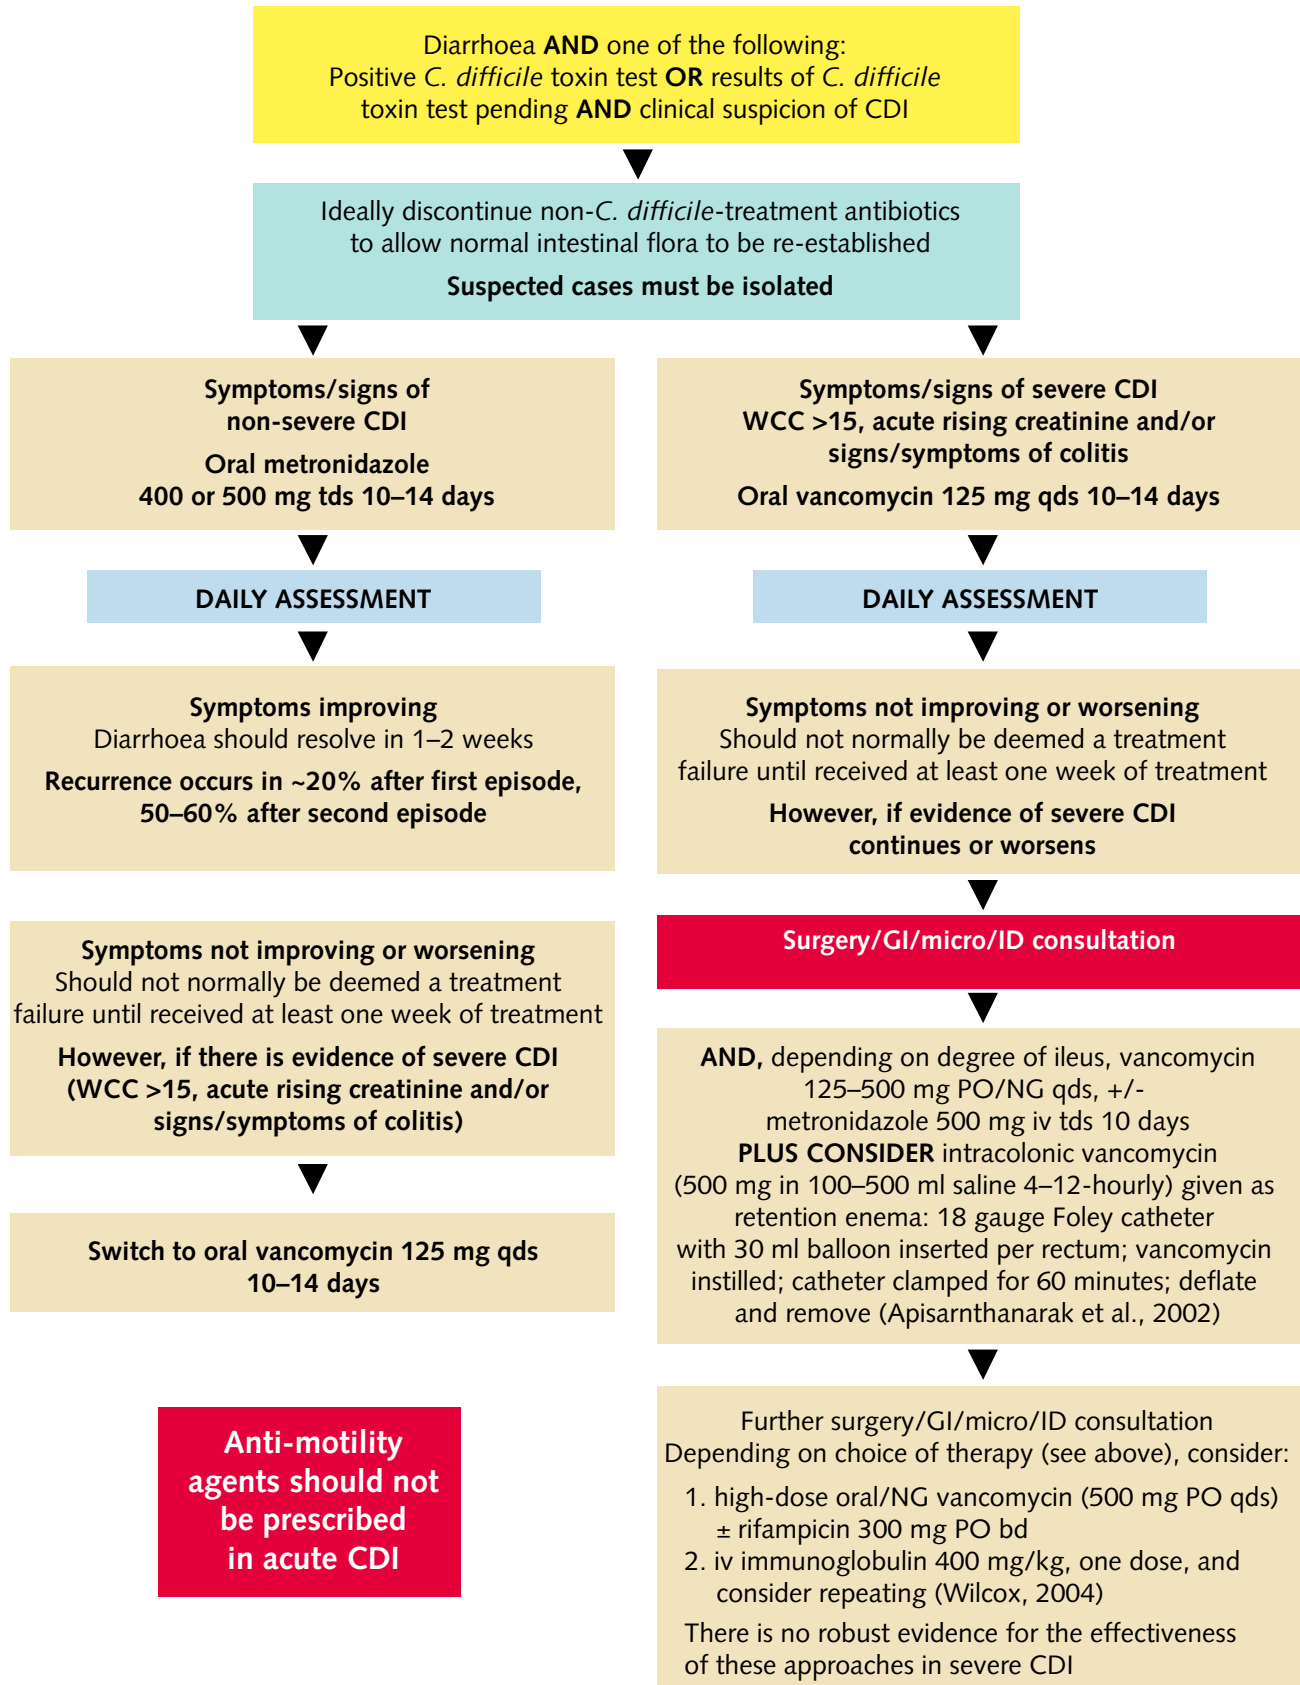 Diarrhoea AND one of the following:
Positive C. difficile toxin test OR results of C. difficile
toxin test pending AND clinical suspicion of CDI
Ideally discontinue non-C. difficile-treatment antibiotics
to allow normal intestinal flora to be re-established
Suspected cases must be isolated
Symptoms/signs of
non-severe CDI
Oral metronidazole
400 or 500 mg tds 10–14 days
DAILY ASSESSMENT
Symptoms improving
Diarrhoea should resolve in 1–2 weeks
Recurrence occurs in ~20% after first episode,
50–60% after second episode
Symptoms not improving or worsening
Should not normally be deemed a treatment
failure until received at least one week of treatment
However, if there is evidence of severe CDI
(WCC >15, acute rising creatinine and/or
signs/symptoms of colitis)
Switch to oral vancomycin 125 mg qds
10–14 days
Anti-motility
agents should not
be prescribed
in acute CDI
Symptoms/signs of severe CDI
WCC >15, acute rising creatinine and/or
signs/symptoms of colitis
Oral vancomycin 125 mg qds 10–14 days
DAILY ASSESSMENT
Symptoms not improving or worsening
Should not normally be deemed a treatment
failure until received at least one week of treatment
However, if evidence of severe CDI
continues or worsens
Surgery/GI/micro/ID consultation
AND, depending on degree of ileus, vancomycin
125–500 mg PO/NG qds, +/-
metronidazole 500 mg iv tds 10 days
PLUS CONSIDER intracolonic vancomycin
(500 mg in 100–500 ml saline 4–12-hourly) given as
retention enema: 18 gauge Foley catheter
with 30 ml balloon inserted per rectum; vancomycin
instilled; catheter clamped for 60 minutes; deflate
and remove (Apisarnthanarak et al., 2002)
Further surgery/GI/micro/ID consultation
Depending on choice of therapy (see above), consider:
1. high-dose oral/NG vancomycin (500 mg PO qds)
± rifampicin 300 mg PO bd
2. iv immunoglobulin 400 mg/kg, one dose, and
consider repeating (Wilcox, 2004)
There is no robust evidence for the effectiveness
of these approaches in severe CDI